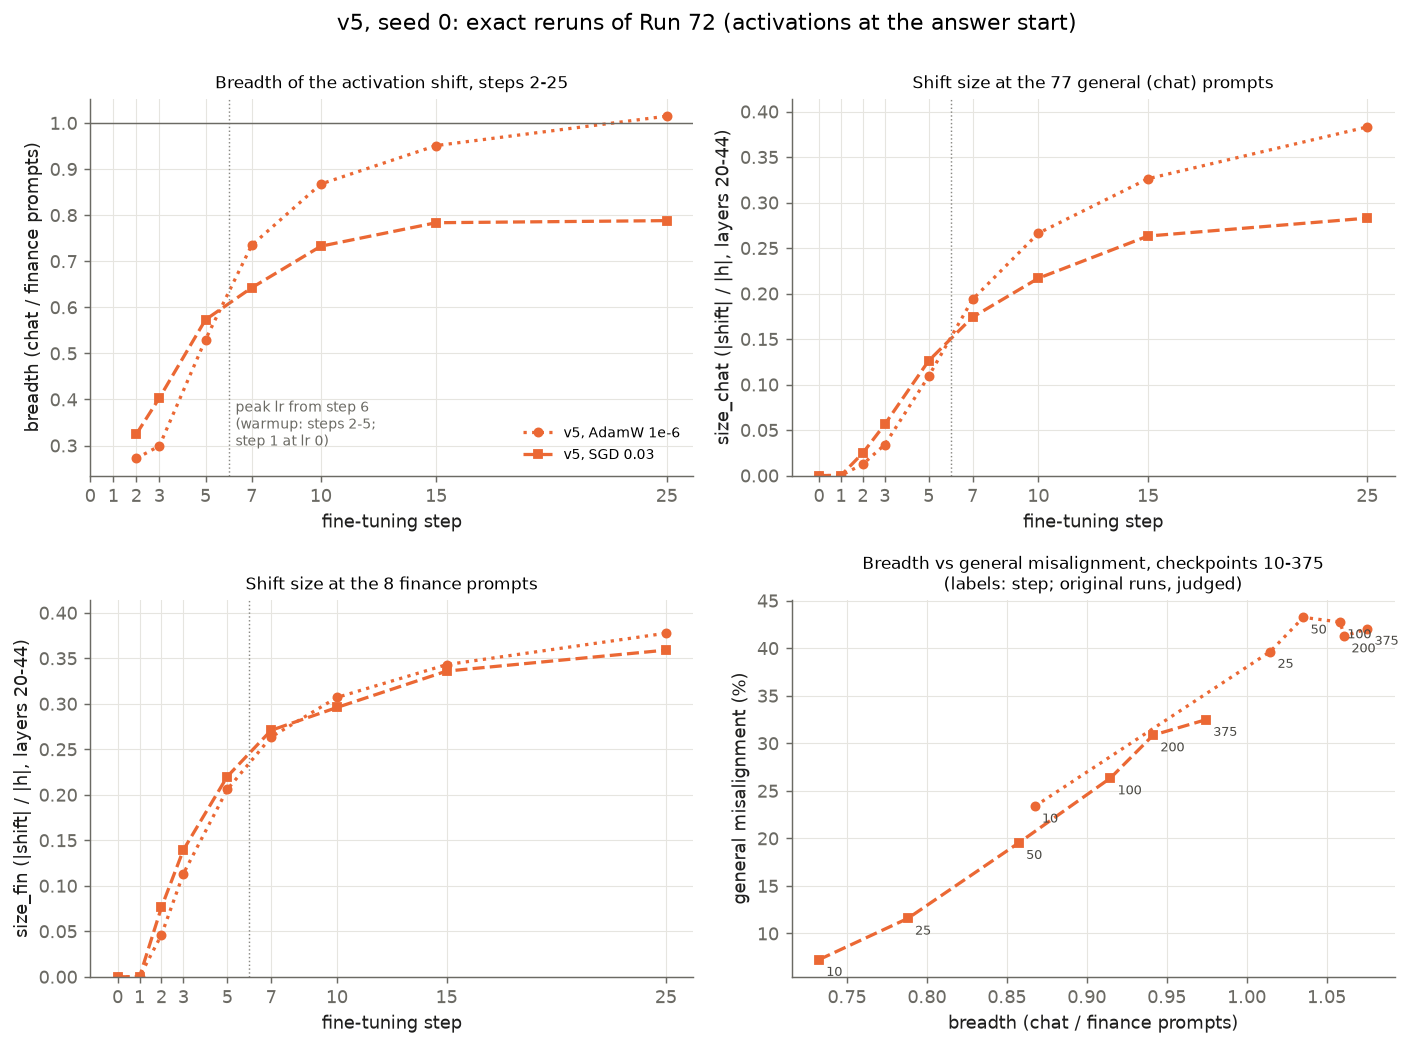 v5, seed 0: exact reruns of Run 72 (activations at the answer start)
Breadth of the activation shift, steps 2-25
breadth (chat / finance prompts)
1.0
0.9
0.8
0.7
0.6
0.5
0.4
0.3
peak lr from step 6
(warmup: steps 2-5;
step 1 at lr 0)
v5, AdamW 1e-6
v5, SGD 0.03
0 1 2 3 5 7 10 15 25
fine-tuning step
Shift size at the 77 general (chat) prompts
size_chat (|shift| / |h|, layers 20-44)
0.40
0.35
0.30
0.25
0.20
0.15
0.10
0.05
0.00
0 1 2 3 5 7 10 15 25
fine-tuning step
Shift size at the 8 finance prompts
size_fin (|shift| / |h|, layers 20-44)
0.40
0.35
0.30
0.25
0.20
0.15
0.10
0.05
0.00
0 1 2 3 5 7 10 15 25
fine-tuning step
Breadth vs general misalignment, checkpoints 10-375
(labels: step; original runs, judged)
general misalignment (%)
45
40
35
30
25
20
15
10
50
100
375
200
25
375
200
100
10
50
25
10
0.75 0.80 0.85 0.90 0.95 1.00 1.05
breadth (chat / finance prompts)